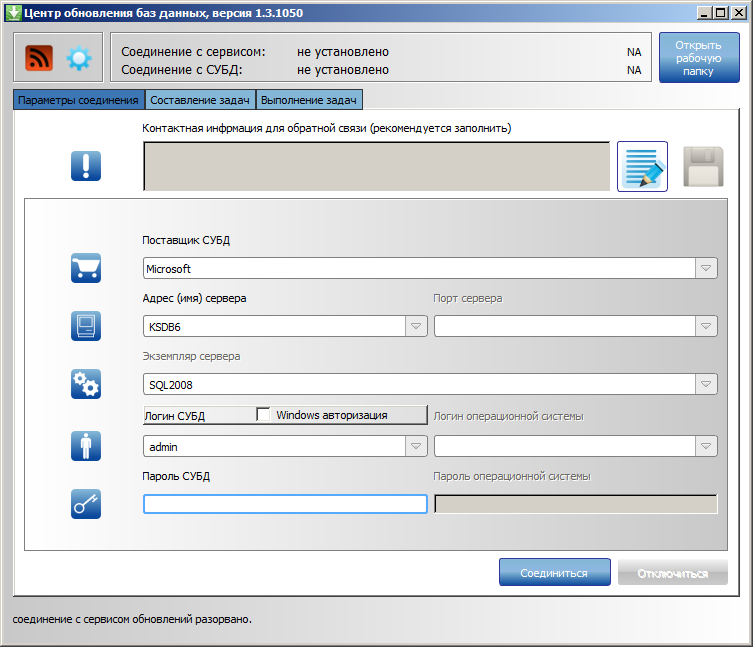 Центр обновления баз данных, версия 1.3.1050
Соединение с сервисом: не установлено NA
Соединение с СУБД: не установлено NA
Открыть
рабочую
папку
Параметры соединения Составление задач Выполнение задач
Контактная инфрмация для обратной связи (рекомендуется заполнить)
Поставщик СУБД
Microsoft
Адрес (имя) сервера Порт сервера
KSDB6
Экземпляр сервера
SQL2008
Логин СУБД Windows авторизация Логин операционной системы
admin
Пароль СУБД Пароль операционной системы
Соединиться Отключиться
соединение с сервисом обновлений разорвано.